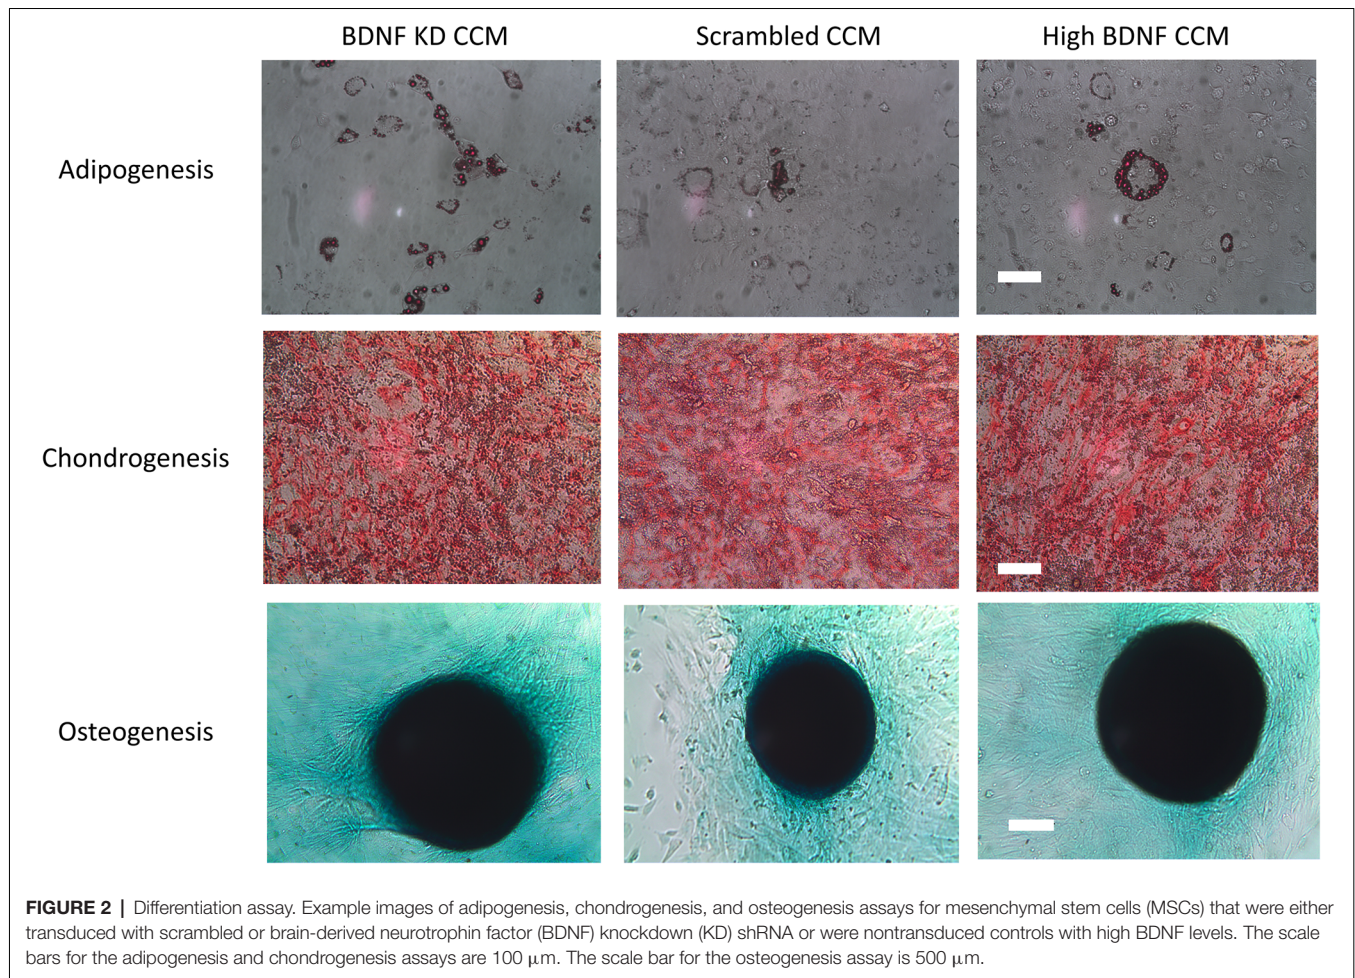 BDNF KD CCM Scrambled CCM High BDNF CCM
Adipogenesis
Chondrogenesis
Osteogenesis
FIGURE 2 | Differentiation assay. Example images of adipogenesis, chondrogenesis, and osteogenesis assays for mesenchymal stem cells (MSCs) that were either
transduced with scrambled or brain-derived neurotrophin factor (BDNF) knockdown (KD) shRNA or were nontransduced controls with high BDNF levels. The scale
bars for the adipogenesis and chondrogenesis assays are 100 μm. The scale bar for the osteogenesis assay is 500 μm.